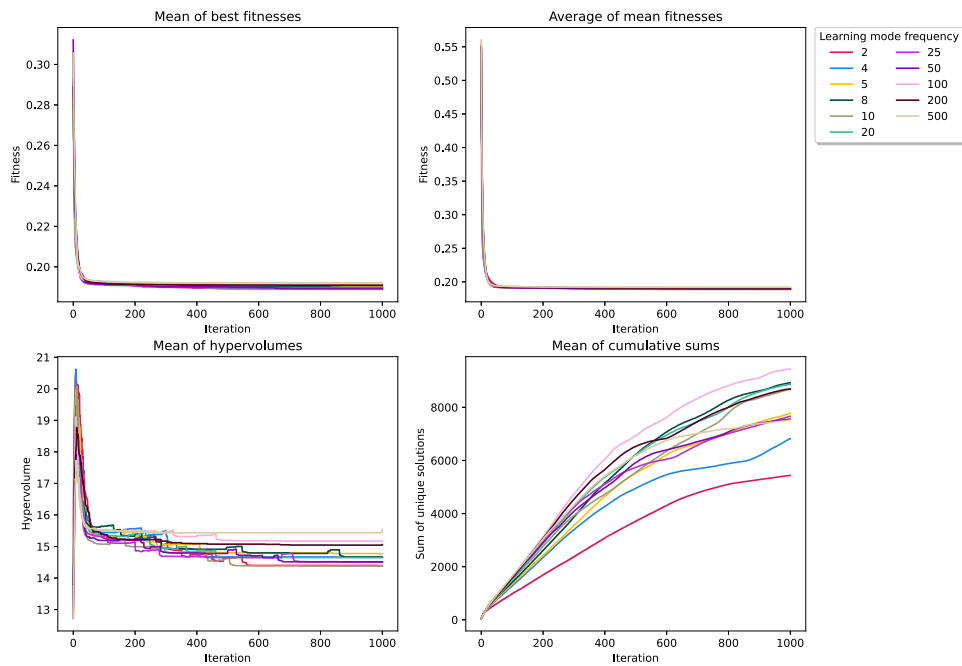 Mean of best fitnesses
0.30
0.28
0.26
0.24
0.22
0.20
Fitness
0 200 400 600 800 1000
Iteration
Average of mean fitnesses
0.55
0.50
0.45
0.40
0.35
0.30
0.25
0.20
Fitness
0 200 400 600 800 1000
Iteration
Learning mode frequency
2 25
4 50
5 100
8 200
10 500
20
Mean of hypervolumes
21
20
19
18
17
16
15
14
13
Hypervolume
0 200 400 600 800 1000
Iteration
Mean of cumulative sums
8000
6000
4000
2000
0
Sum of unique solutions
0 200 400 600 800 1000
Iteration